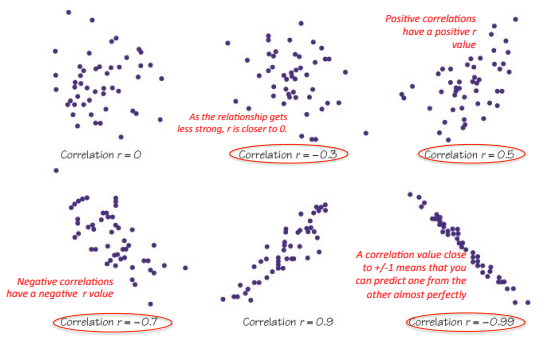 Positive correlations
have a positive r
value
As the relationship gets
less strong, r is closer to 0.
Correlation r = 0
Correlation r = −0.3
Correlation r = 0.5
Negative correlations
have a negative r value
A correlation value close
to +/-1 means that you
can predict one from the
other almost perfectly
Correlation r = −0.7
Correlation r = 0.9
Correlation r = −0.99